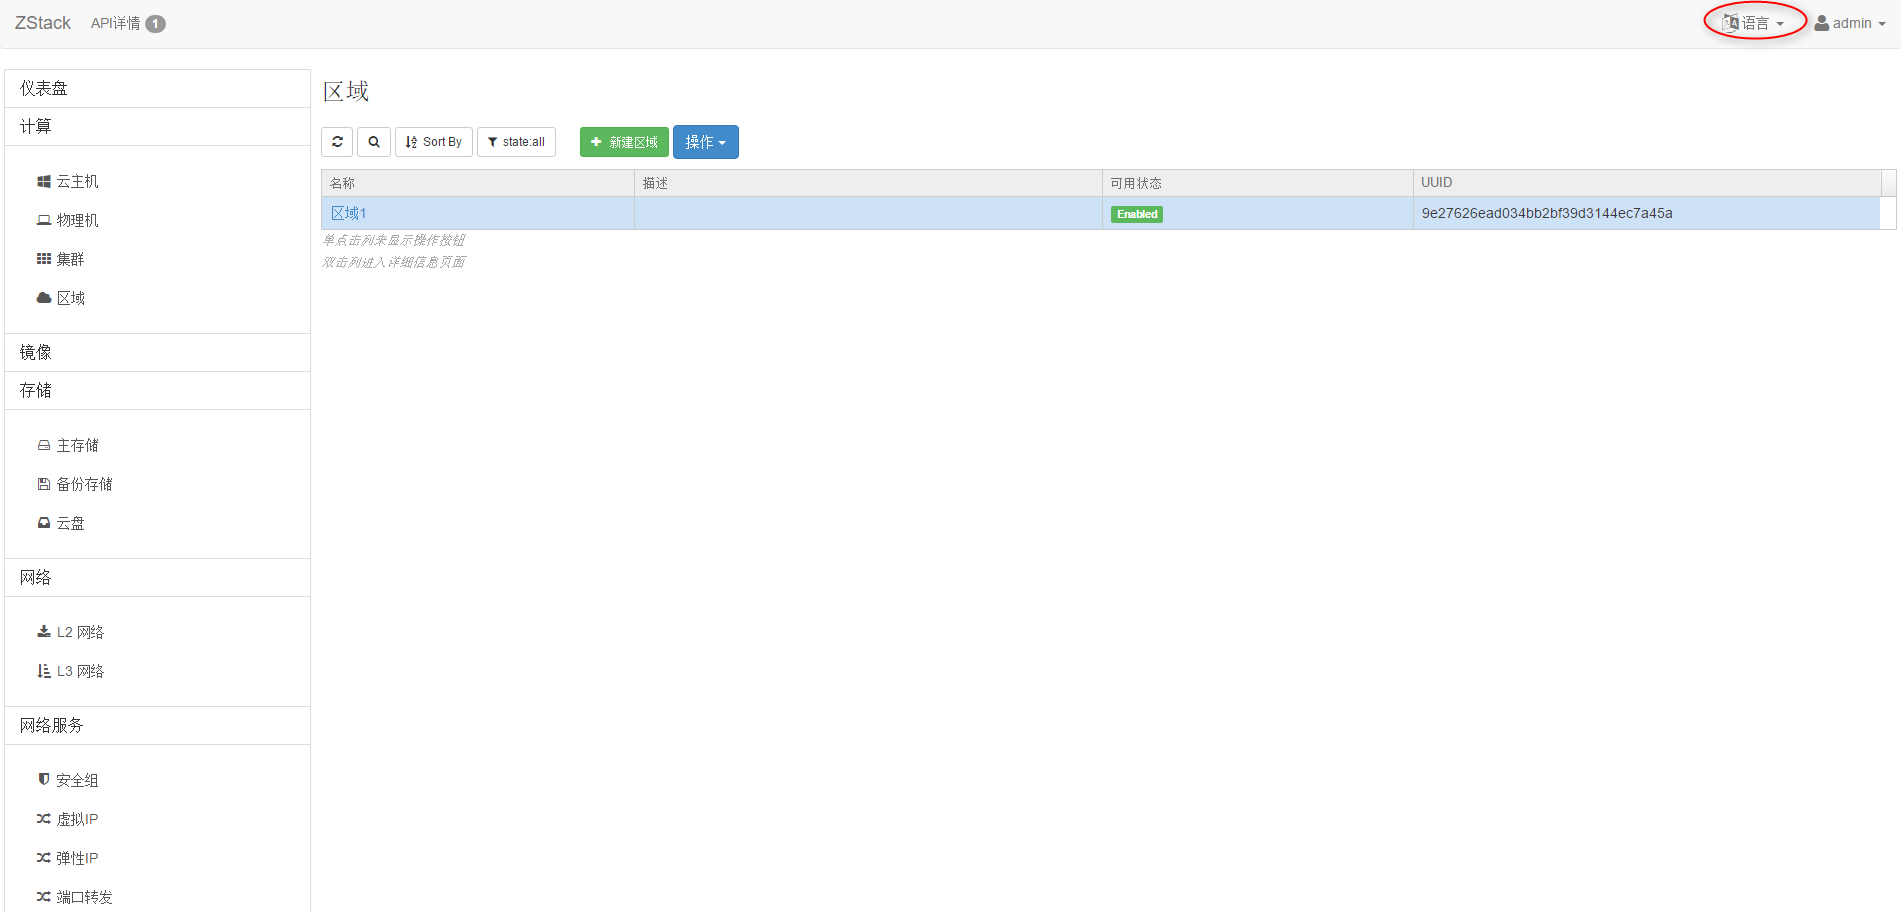 ZStack API详情 1 语言 admin
仪表盘
计算
云主机
物理机
集群
区域
镜像
存储
主存储
备份存储
云盘
网络
L2 网络
L3 网络
网络服务
安全组
虚拟IP
弹性IP
端口转发
区域
Sort By state:all 新建区域 操作
名称 描述 可用状态 UUID
区域1 Enabled 9e27626ead034bb2bf39d3144ec7a45a
单点击列来显示操作按钮
双击列进入详细信息页面